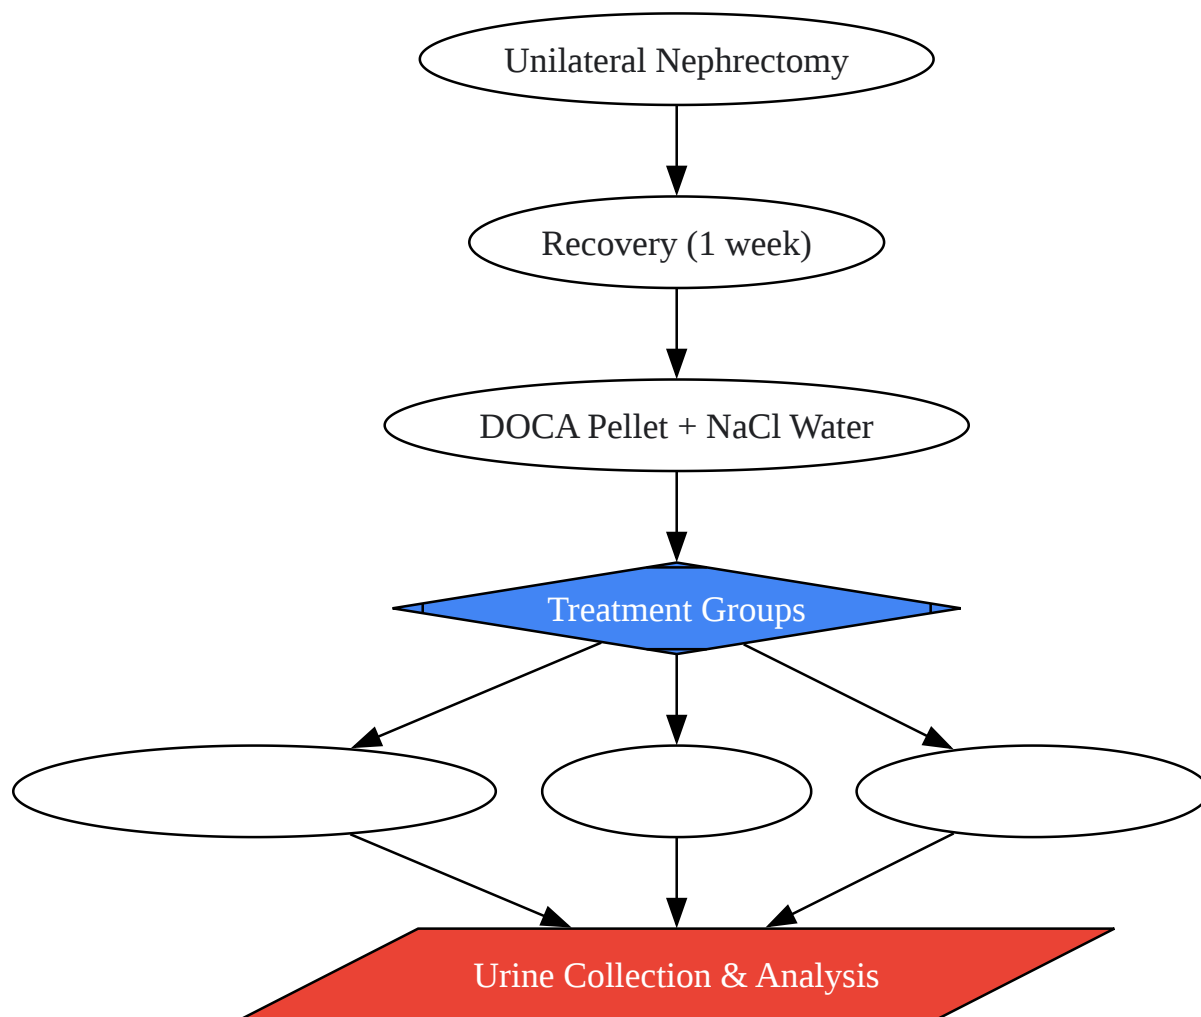 Unilateral Nephrectomy
Recovery (1 week)
DOCA Pellet + NaCl Water
Treatment Groups
Urine Collection & Analysis